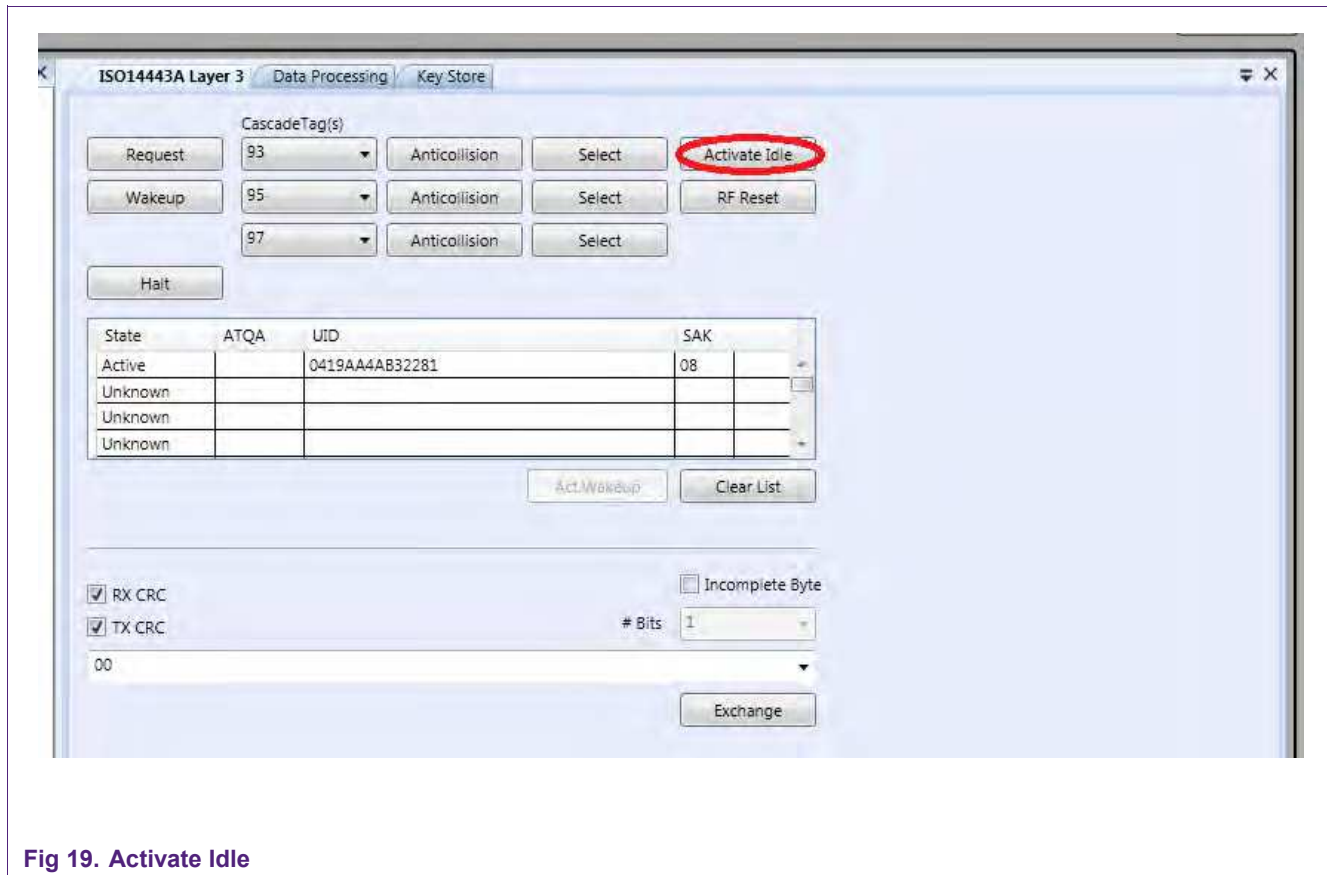 ISO14443A Layer 3 Data Processing Key Store
CascadeTag(s)
Request 93 Anticollision Select Activate Idle
Wakeup 95 Anticollision Select RF Reset
97 Anticollision Select
Halt
State ATQA UID SAK
Active 0419AA4AB32281 08
Unknown
Unknown
Unknown
Act.Wakeup Clear List
RX CRC Incomplete Byte
TX CRC # Bits 1
00
Exchange
Fig 19. Activate Idle